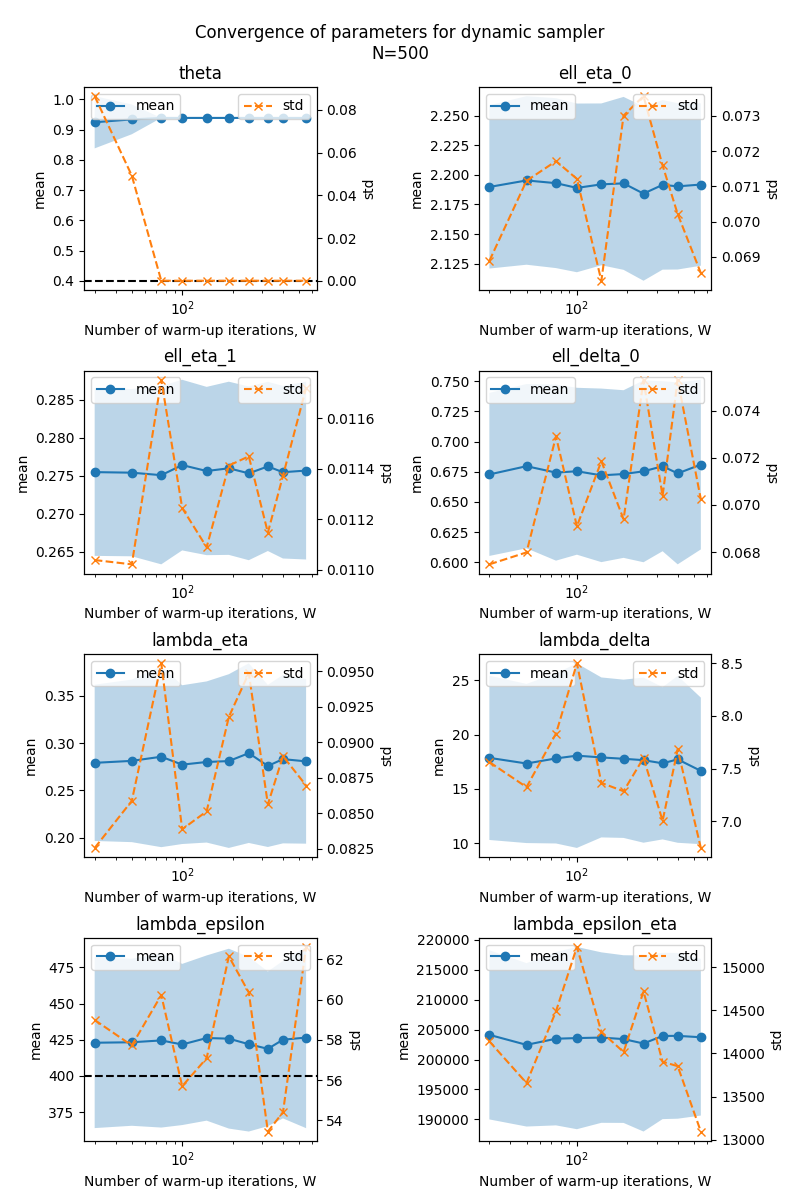 Convergence of parameters for dynamic sampler
N=500
theta
mean
std
1.0
0.9
0.8
0.7
0.6
0.5
0.4
mean
0.08
0.06
0.04
0.02
0.00
std
10²
Number of warm-up iterations, W
ell_eta_0
mean
std
2.250
2.225
2.200
2.175
2.150
2.125
mean
0.073
0.072
0.071
0.070
0.069
std
10²
Number of warm-up iterations, W
ell_eta_1
mean
std
0.285
0.280
0.275
0.270
0.265
mean
0.0116
0.0114
0.0112
0.0110
std
10²
Number of warm-up iterations, W
ell_delta_0
mean
std
0.750
0.725
0.700
0.675
0.650
0.625
0.600
mean
0.074
0.072
0.070
0.068
std
10²
Number of warm-up iterations, W
lambda_eta
mean
std
0.35
0.30
0.25
0.20
mean
0.0950
0.0925
0.0900
0.0875
0.0850
0.0825
std
10²
Number of warm-up iterations, W
lambda_delta
mean
std
25
20
15
10
mean
8.5
8.0
7.5
7.0
std
10²
Number of warm-up iterations, W
lambda_epsilon
mean
std
475
450
425
400
375
mean
62
60
58
56
54
std
10²
Number of warm-up iterations, W
lambda_epsilon_eta
mean
std
220000
215000
210000
205000
200000
195000
190000
mean
15000
14500
14000
13500
13000
std
10²
Number of warm-up iterations, W